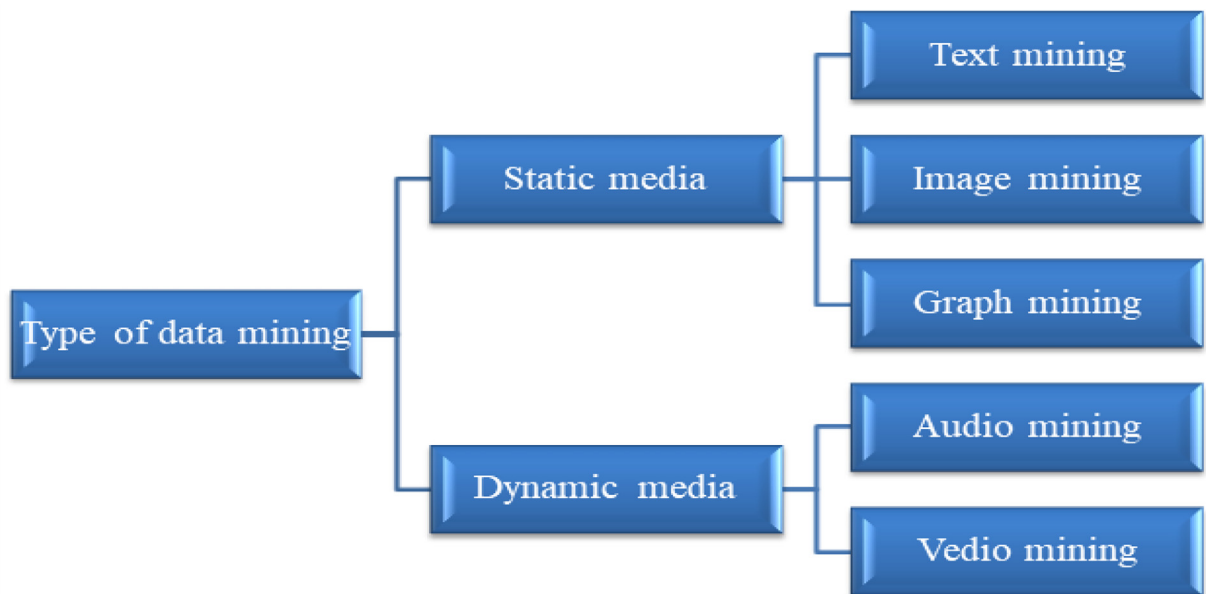 Type of data mining
Static media
Text mining
Image mining
Graph mining
Dynamic media
Audio mining
Vedio mining